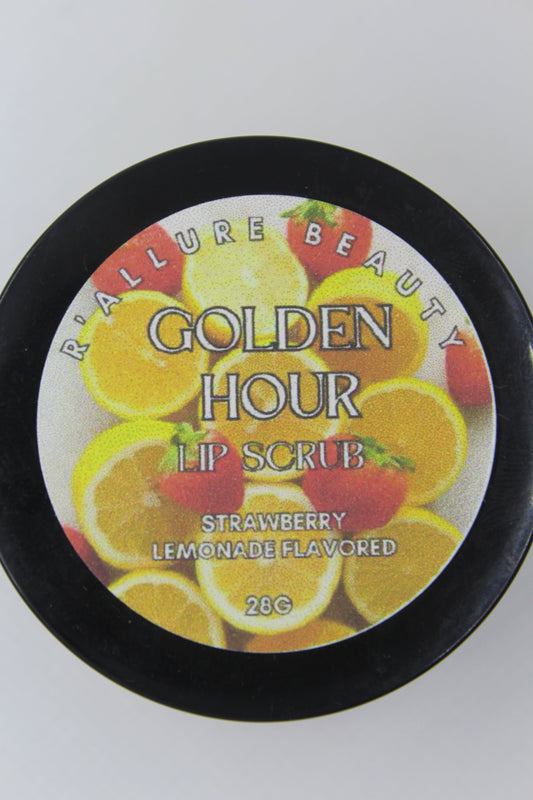 R'ALLURE BEAUTY
GOLDEN
HOUR
LIP SCRUB
STRAWBERRY
LEMONADE FLAVORED
28G